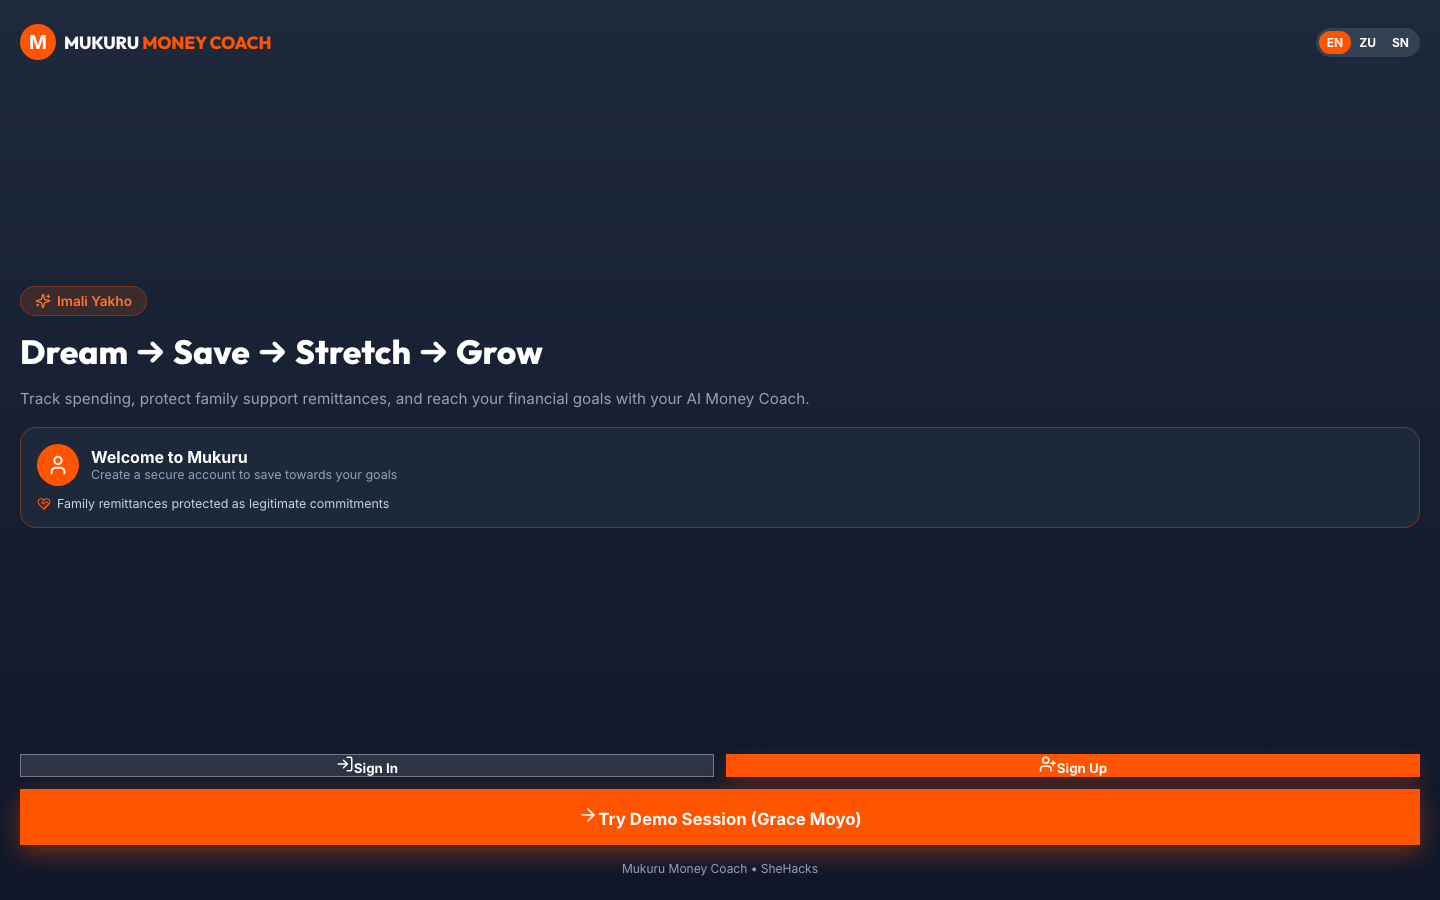 M MUKURU MONEY COACH
EN ZU SN
Imali Yakho
Dream → Save → Stretch → Grow
Track spending, protect family support remittances, and reach your financial goals with your AI Money Coach.
Welcome to Mukuru
Create a secure account to save towards your goals
Family remittances protected as legitimate commitments
Sign In
Sign Up
Try Demo Session (Grace Moyo)
Mukuru Money Coach • SheHacks